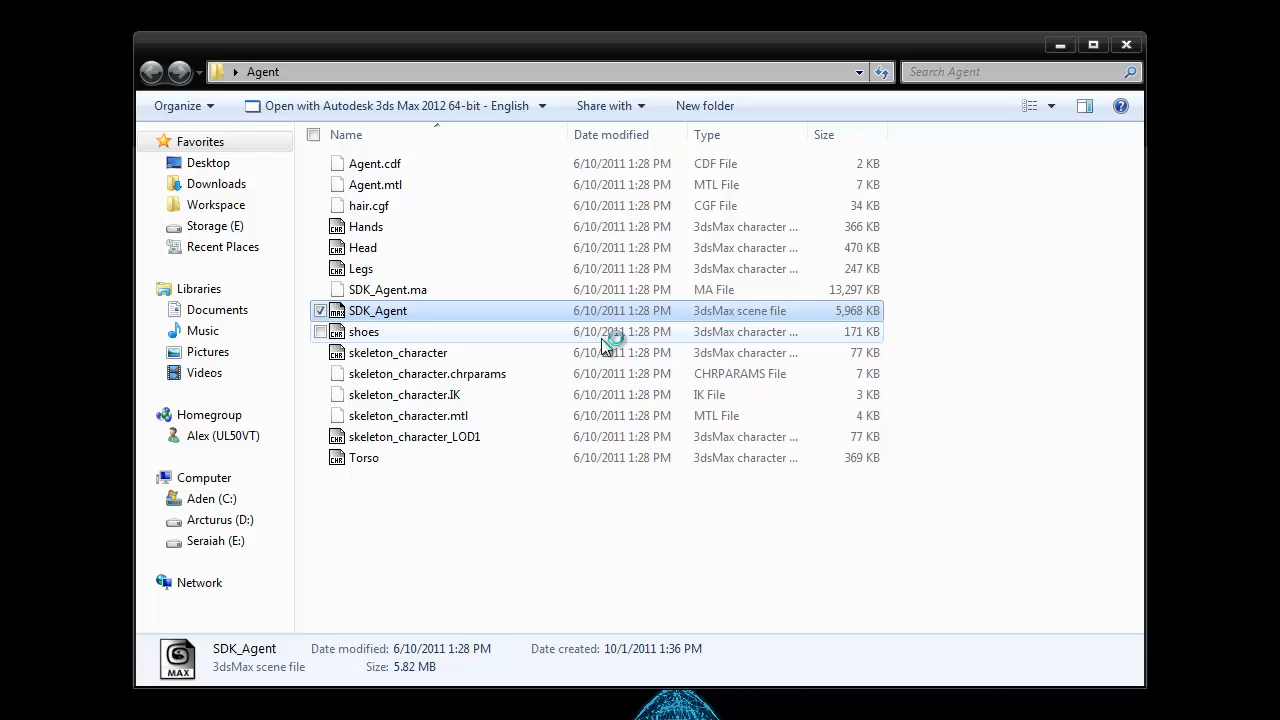 Agent
Search Agent
Organize Open with Autodesk 3ds Max 2012 64-bit - English Share with New folder
Name Date modified Type Size
Favorites
Desktop
Downloads
Workspace
Storage (E)
Recent Places
Libraries
Documents
Music
Pictures
Videos
Homegroup
Alex (UL50VT)
Computer
Aden (C:)
Arcturus (D:)
Seraiah (E:)
Network
Agent.cdf 6/10/2011 1:28 PM CDF File 2 KB
Agent.mtl 6/10/2011 1:28 PM MTL File 7 KB
hair.cgf 6/10/2011 1:28 PM CGF File 34 KB
CHR Hands 6/10/2011 1:28 PM 3dsMax character ... 366 KB
CHR Head 6/10/2011 1:28 PM 3dsMax character ... 470 KB
CHR Legs 6/10/2011 1:28 PM 3dsMax character ... 247 KB
SDK_Agent.ma 6/10/2011 1:28 PM MA File 13,297 KB
MAX SDK_Agent 6/10/2011 1:28 PM 3dsMax scene file 5,968 KB
CHR shoes 6/10/2011 1:28 PM 3dsMax character ... 171 KB
CHR skeleton_character 6/10/2011 1:28 PM 3dsMax character ... 77 KB
skeleton_character.chrparams 6/10/2011 1:28 PM CHRPARAMS File 7 KB
skeleton_character.IK 6/10/2011 1:28 PM IK File 3 KB
skeleton_character.mtl 6/10/2011 1:28 PM MTL File 4 KB
CHR skeleton_character_LOD1 6/10/2011 1:28 PM 3dsMax character ... 77 KB
CHR Torso 6/10/2011 1:28 PM 3dsMax character ... 369 KB
MAX
SDK_Agent Date modified: 6/10/2011 1:28 PM Date created: 10/1/2011 1:36 PM
3dsMax scene file Size: 5.82 MB